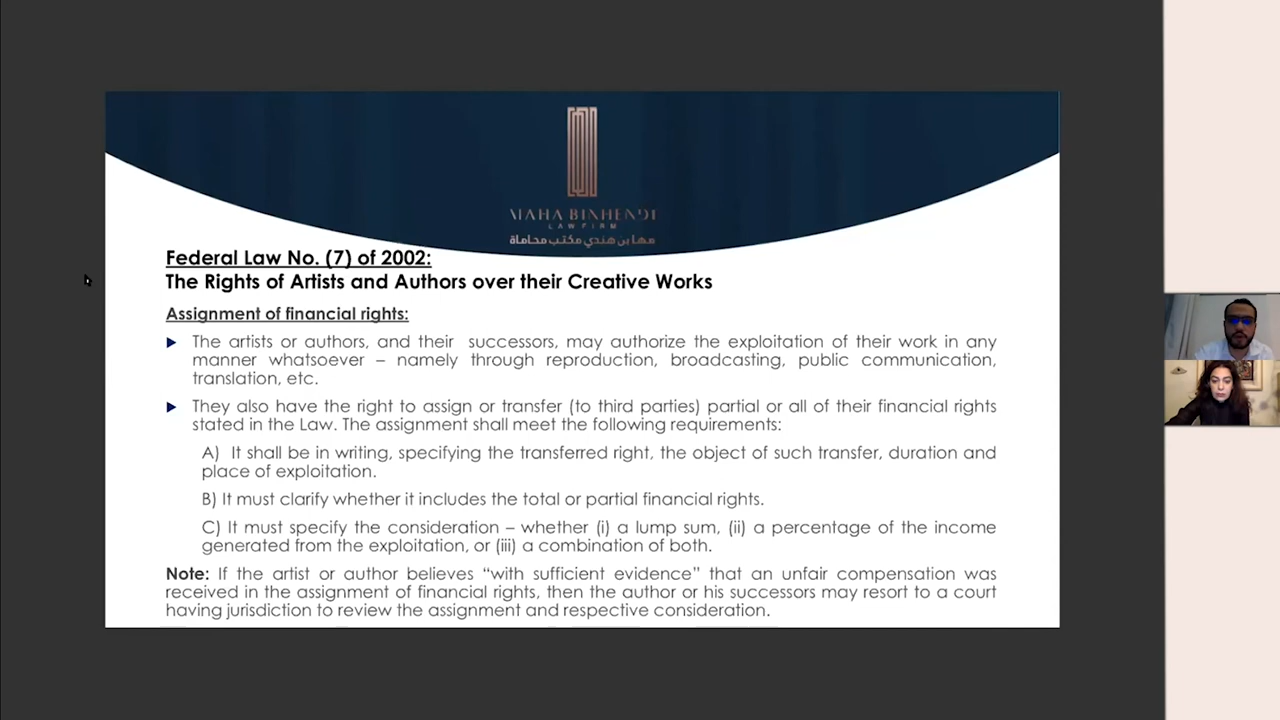 MAHA BINHENDI
LAW FIRM
مها بن هندي مكتب محاماة
Federal Law No. (7) of 2002:
The Rights of Artists and Authors over their Creative Works
Assignment of financial rights:
The artists or authors, and their successors, may authorize the exploitation of their work in any
manner whatsoever – namely through reproduction, broadcasting, public communication,
translation, etc.
They also have the right to assign or transfer (to third parties) partial or all of their financial rights
stated in the Law. The assignment shall meet the following requirements:
A) It shall be in writing, specifying the transferred right, the object of such transfer, duration and
place of exploitation.
B) It must clarify whether it includes the total or partial financial rights.
C) It must specify the consideration – whether (i) a lump sum, (ii) a percentage of the income
generated from the exploitation, or (iii) a combination of both.
Note: If the artist or author believes “with sufficient evidence” that an unfair compensation was
received in the assignment of financial rights, then the author or his successors may resort to a court
having jurisdiction to review the assignment and respective consideration.